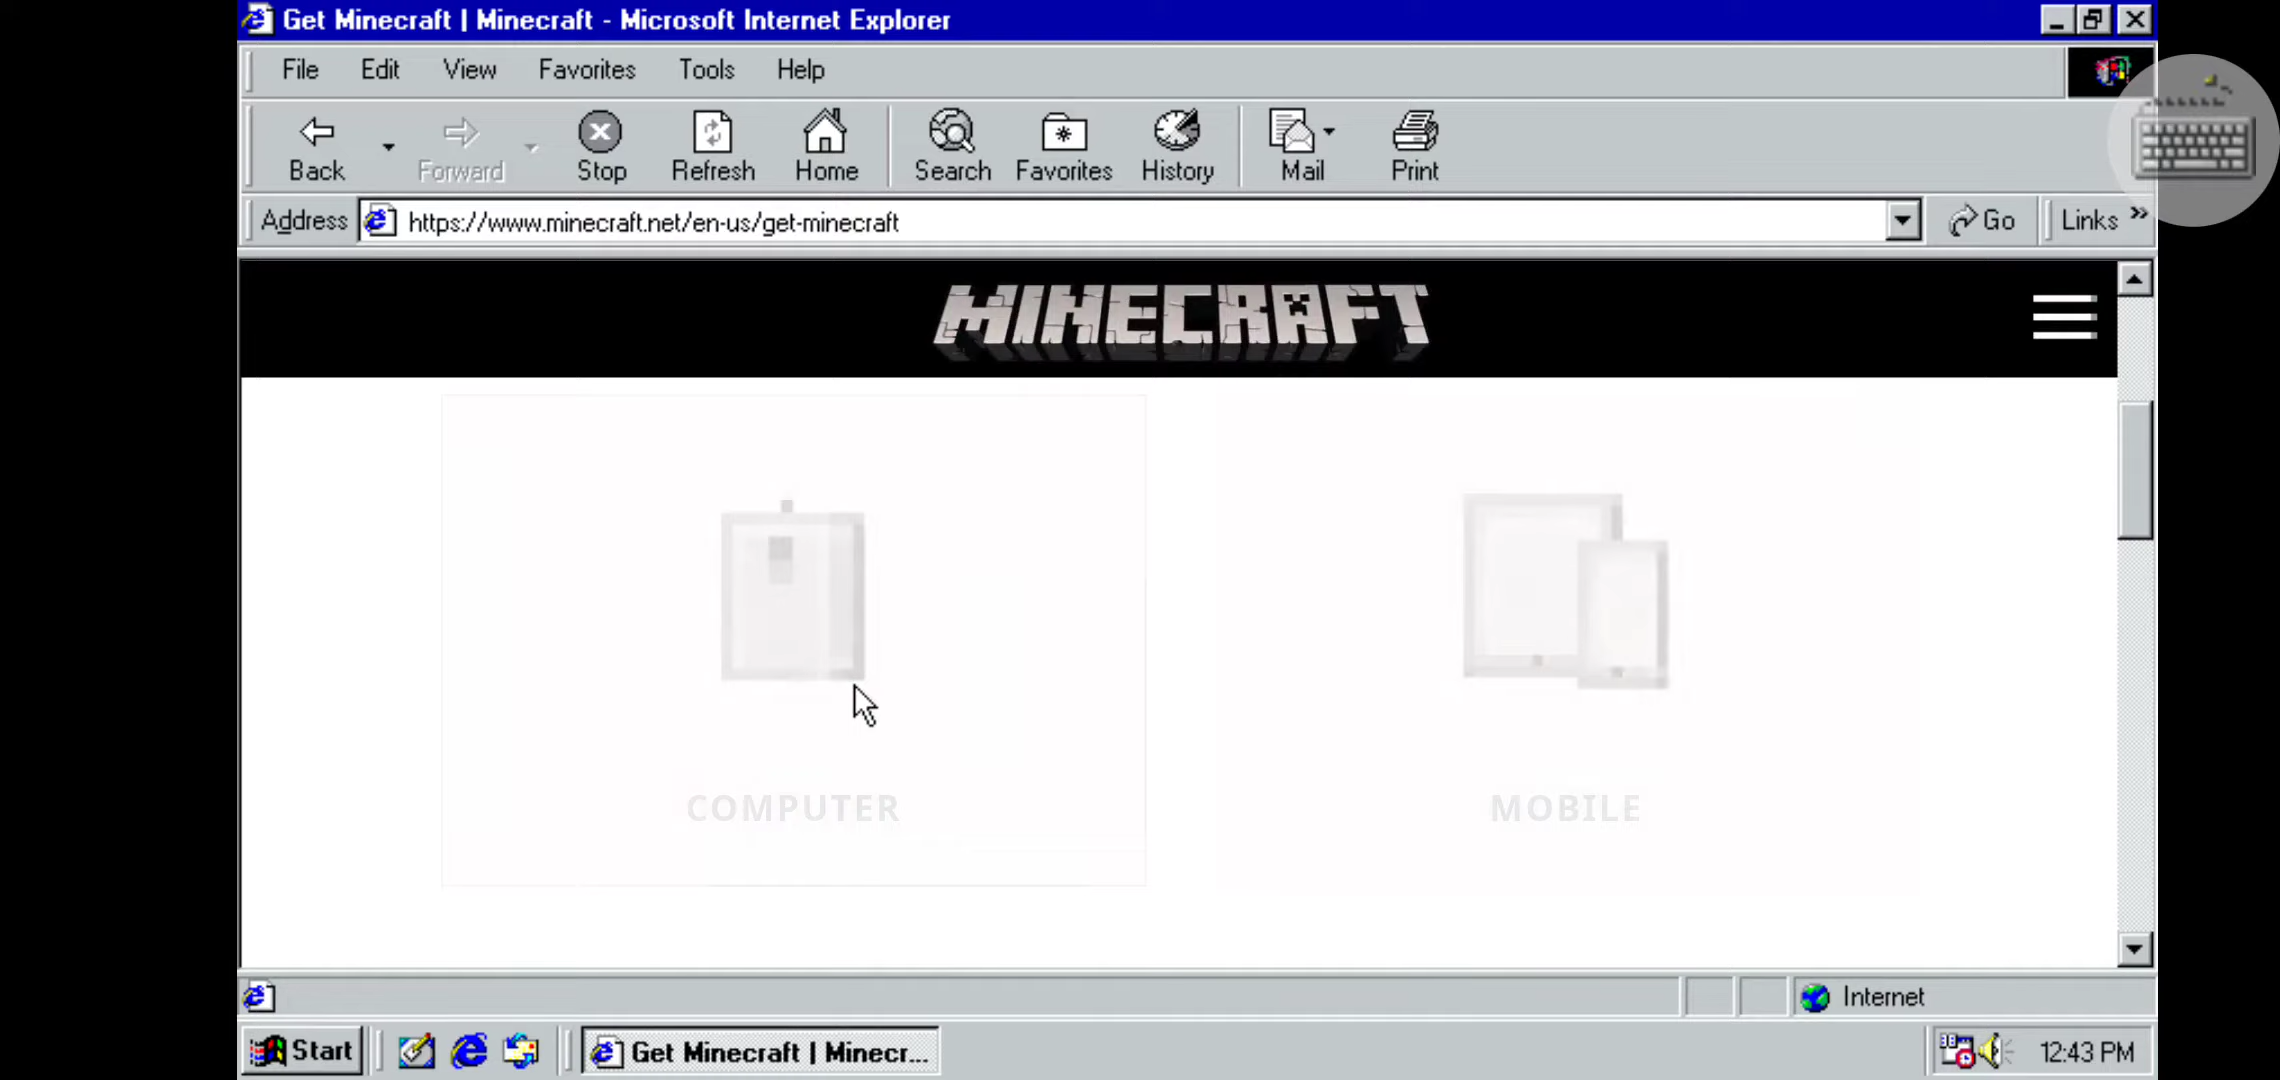 Get Minecraft | Minecraft - Microsoft Internet Explorer
File Edit View Favorites Tools Help
Back Forward Stop Refresh Home Search Favorites History Mail Print
Address https://www.minecraft.net/en-us/get-minecraft Go Links »
MINECRAFT
COMPUTER MOBILE
Internet
Start Get Minecraft | Minecr... 12:43 PM